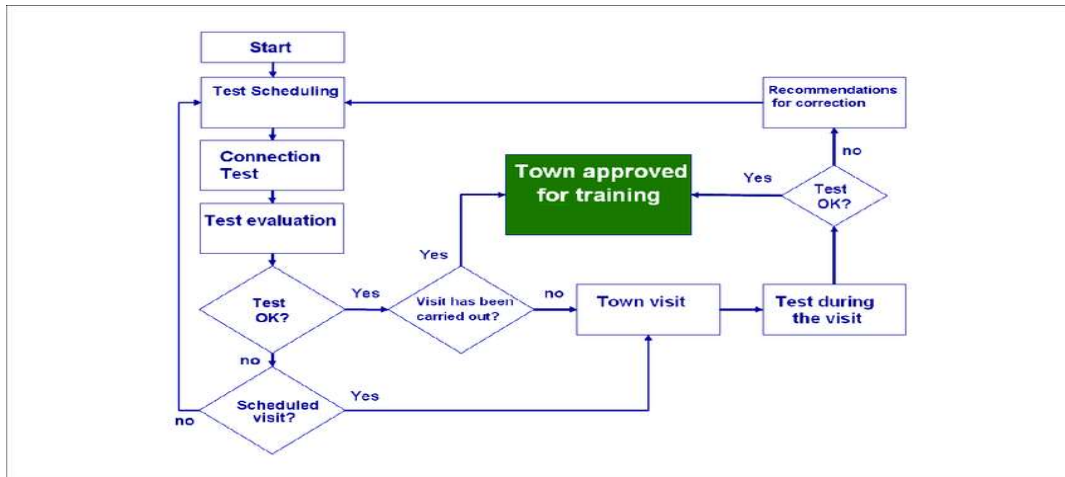 Start
Test Scheduling
Recommendations
for correction
Connection
Test
no
Town approved
for training
Yes
Test
OK?
Test evaluation
Yes
Test
OK?
Yes
Visit has been
carried out?
no
Town visit
Test during
the visit
no
Scheduled
visit?
Yes
no